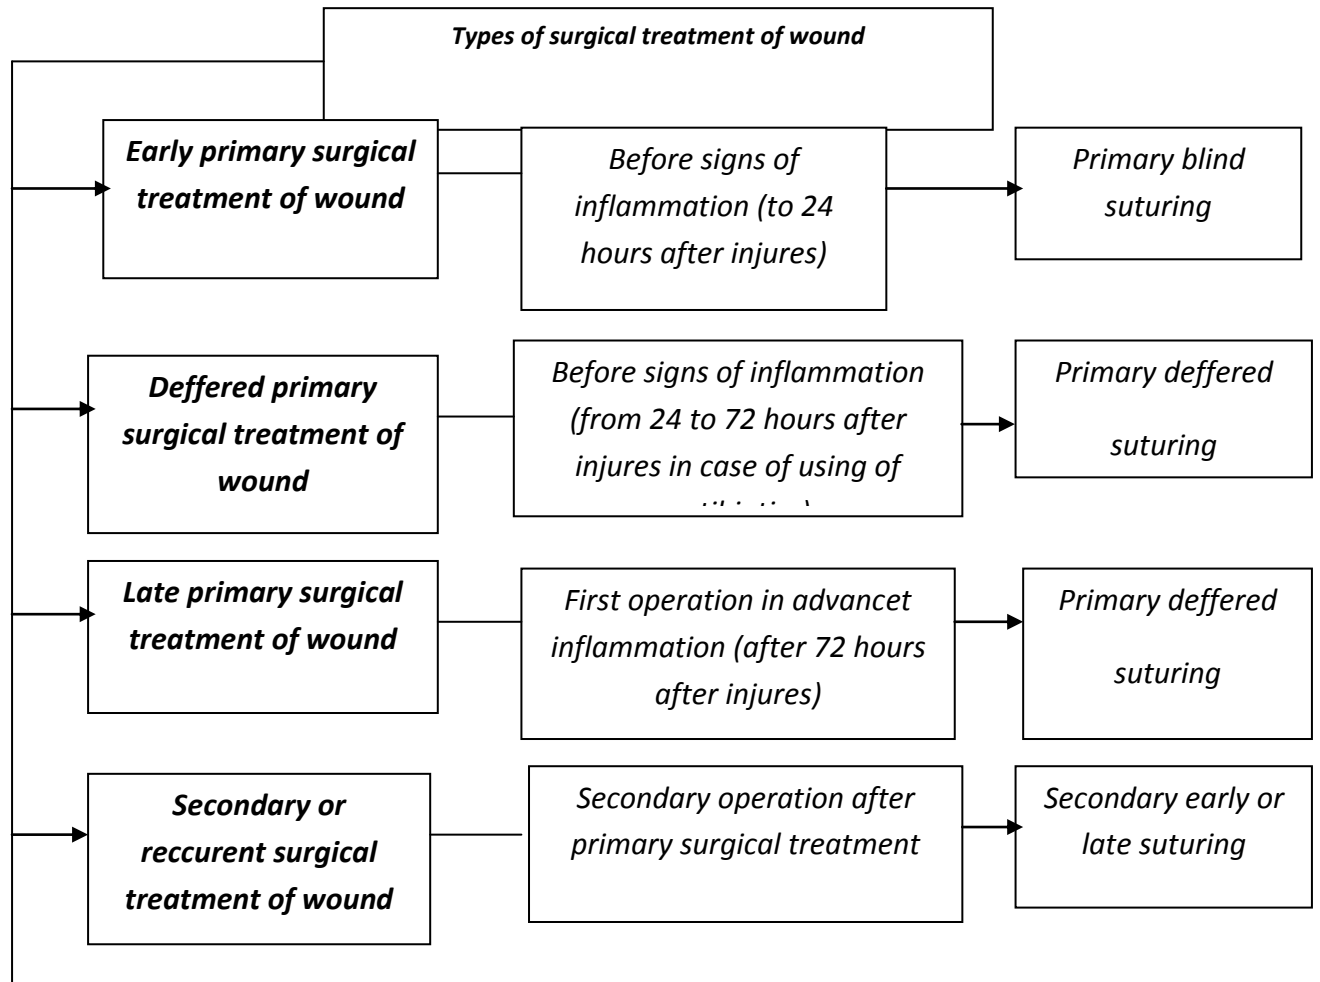 Types of surgical treatment of wound
Early primary surgical
treatment of wound
Before signs of
inflammation (to 24
hours after injures)
Primary blind
suturing
Deffered primary
surgical treatment of
wound
Before signs of inflammation
(from 24 to 72 hours after
injures in case of using of
Primary deffered
suturing
Late primary surgical
treatment of wound
First operation in advancet
inflammation (after 72 hours
after injures)
Primary deffered
suturing
Secondary or
reccurent surgical
treatment of wound
Secondary operation after
primary surgical treatment
Secondary early or
late suturing